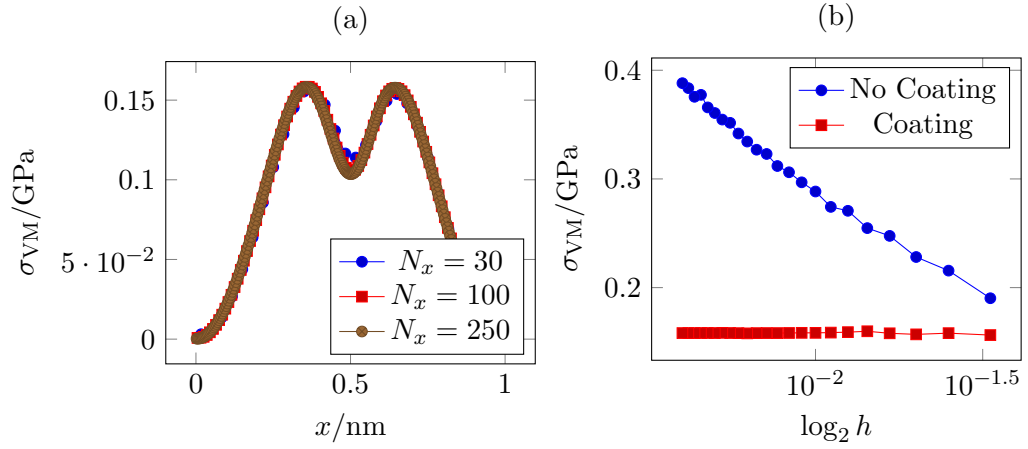 (a)
σ_VM/GPa
0.15
0.1
5 · 10^−2
0
0
0.5
1
x/nm
N_x = 30
N_x = 100
N_x = 250
(b)
σ_VM/GPa
0.4
0.3
0.2
10^−2
10^−1.5
log_2 h
No Coating
Coating